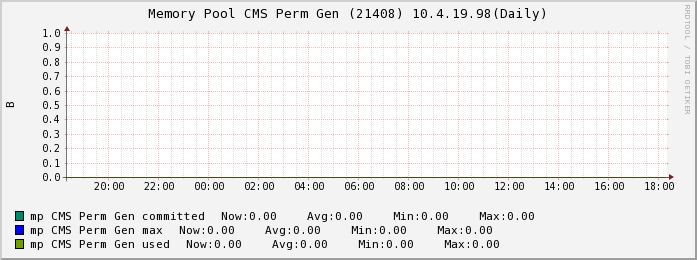 Memory Pool CMS Perm Gen (21408) 10.4.19.98(Daily)
RRDTOOL / TOBI OETIKER
B
1.0
0.9
0.8
0.7
0.6
0.5
0.4
0.3
0.2
0.1
0.0
20:00 22:00 00:00 02:00 04:00 06:00 08:00 10:00 12:00 14:00 16:00 18:00
mp CMS Perm Gen committed Now:0.00 Avg:0.00 Min:0.00 Max:0.00
mp CMS Perm Gen max Now:0.00 Avg:0.00 Min:0.00 Max:0.00
mp CMS Perm Gen used Now:0.00 Avg:0.00 Min:0.00 Max:0.00